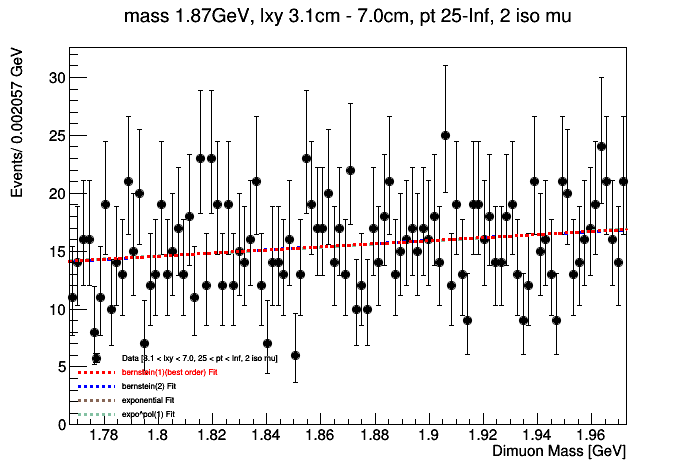 mass 1.87GeV, lxy 3.1cm - 7.0cm, pt 25-Inf, 2 iso mu
Events/ 0.002057 GeV
30
25
20
15
10
5
0
Data [3.1 < lxy < 7.0, 25 < pt < Inf, 2 iso mu]
bernstein(1)(best order) Fit
bernstein(2) Fit
exponential Fit
expo*pol(1) Fit
1.78 1.8 1.82 1.84 1.86 1.88 1.9 1.92 1.94 1.96
Dimuon Mass [GeV]